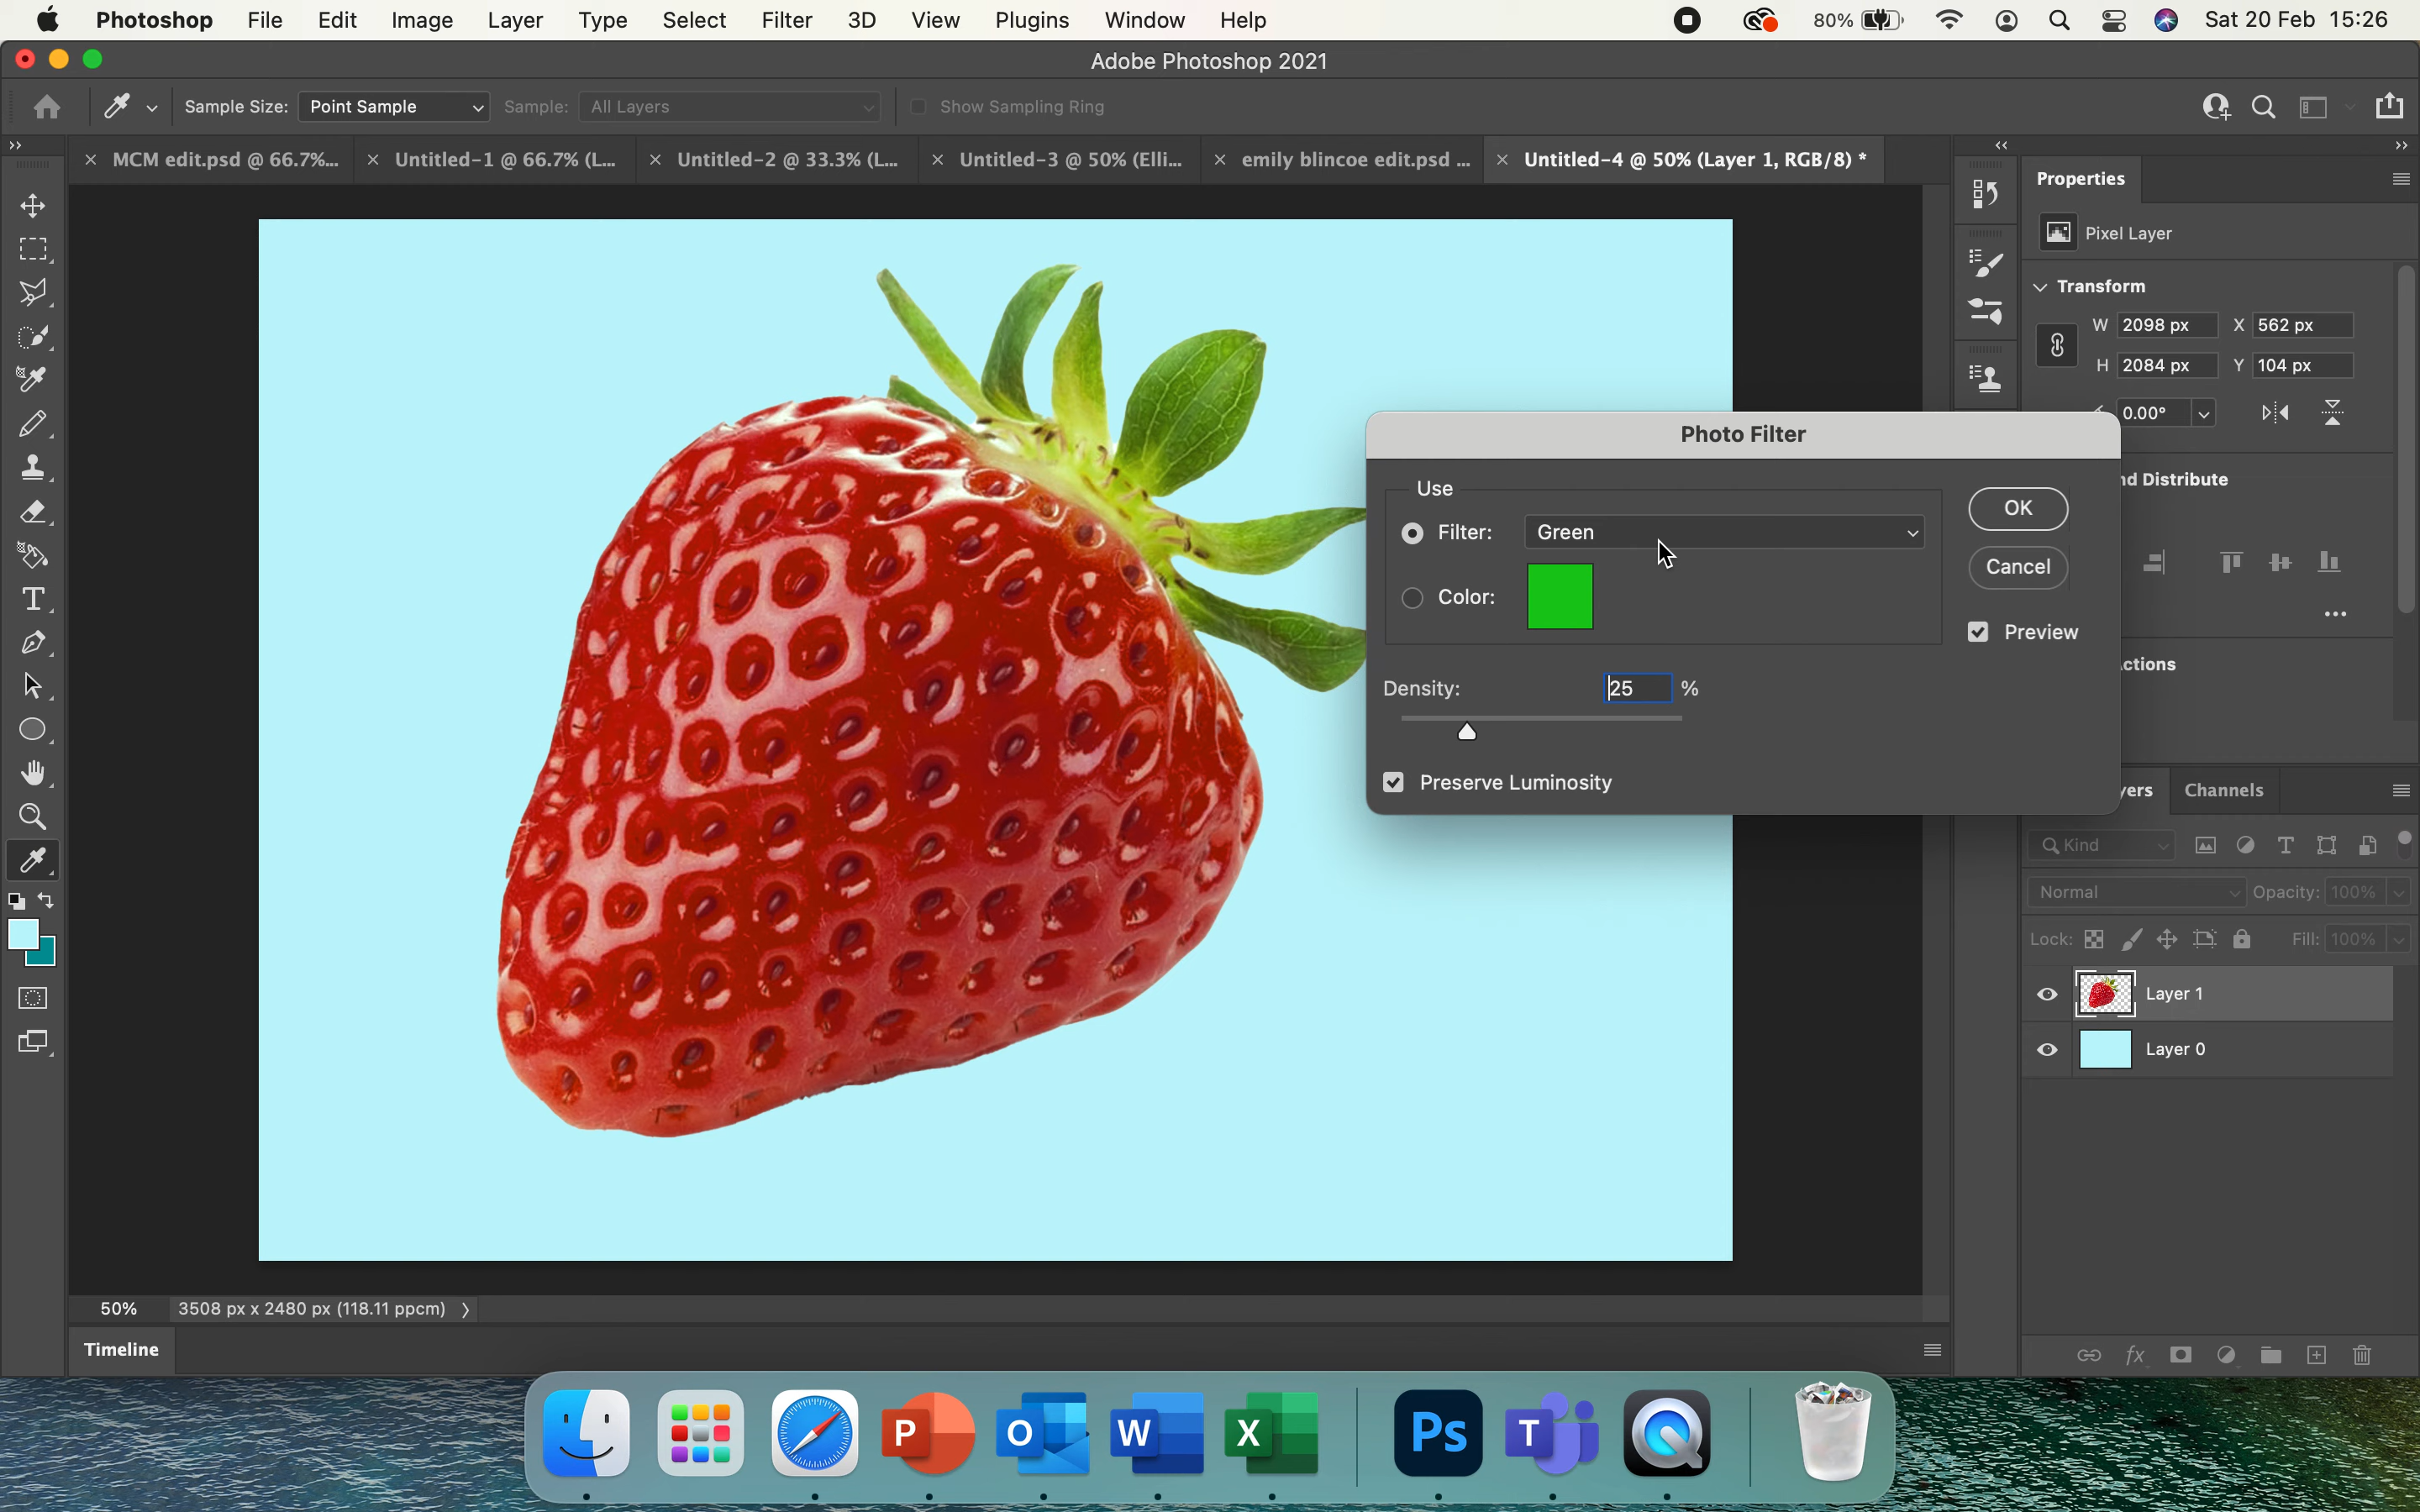 Photoshop File Edit Image Layer Type Select Filter 3D View Plugins Window Help 80% Sat 20 Feb 15:26
Adobe Photoshop 2021
Sample Size: Point Sample Sample: All Layers Show Sampling Ring
MCM edit.psd @ 66.7%... Untitled-1 @ 66.7% (L... Untitled-2 @ 33.3% (L... Untitled-3 @ 50% (Elli... emily blincoe edit.psd ... Untitled-4 @ 50% (Layer 1, RGB/8) *
Properties
Pixel Layer
Transform
W 2098 px X 562 px
H 2084 px Y 104 px
0.00°
Photo Filter
nd Distribute
Use
OK
Filter: Green
Cancel
Color:
Preview
ctions
Density: 25 %
Preserve Luminosity
yers Channels
Kind
Normal Opacity: 100%
Lock: Fill: 100%
Layer 1
Layer 0
50% 3508 px x 2480 px (118.11 ppcm)
Timeline
P O W X Ps T